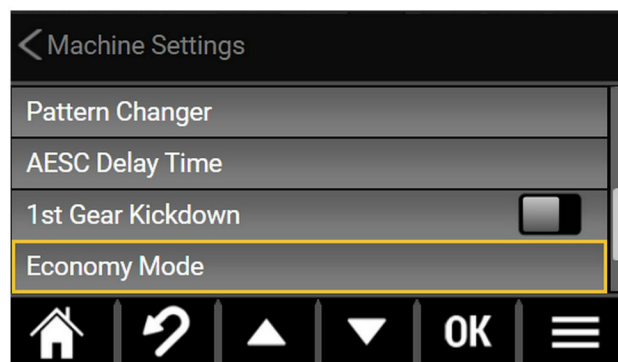 Machine Settings
Pattern Changer
AESC Delay Time
1st Gear Kickdown
Economy Mode
OK